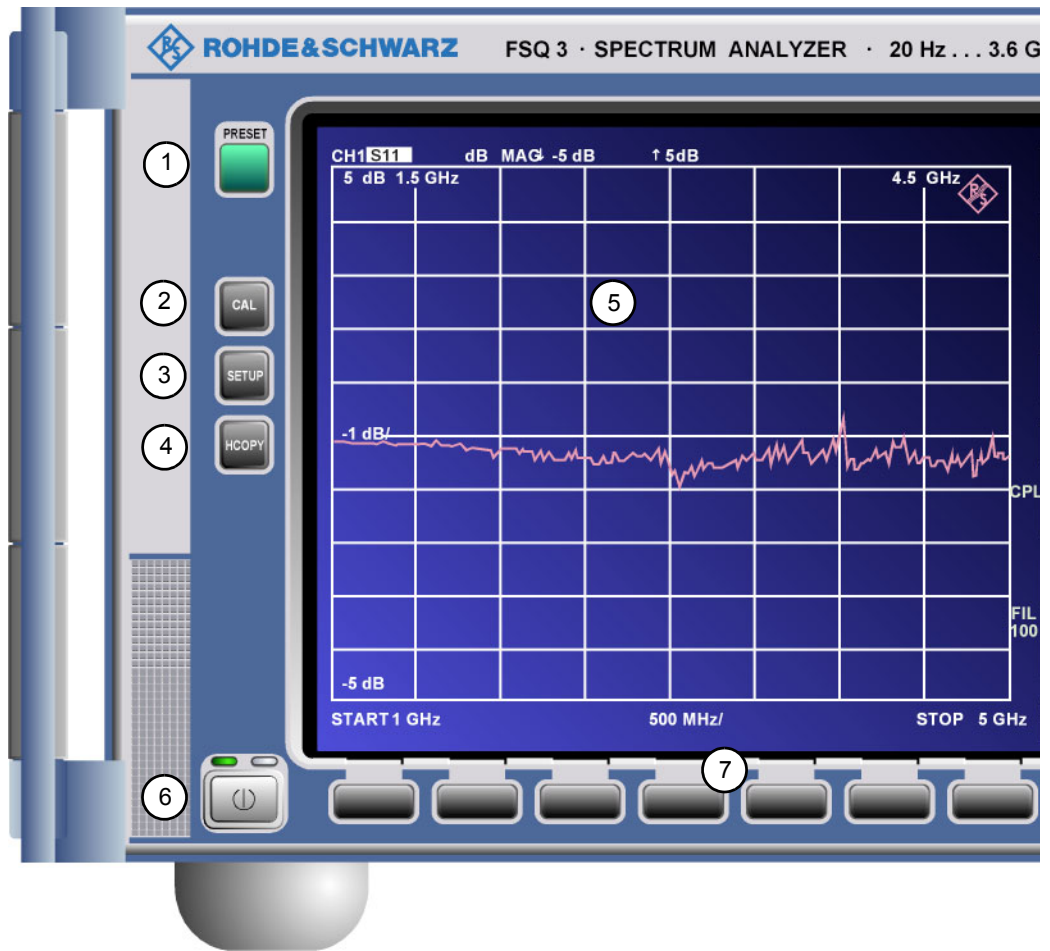 R&S ROHDE&SCHWARZ FSQ 3 · SPECTRUM ANALYZER · 20 Hz . . . 3.6 G
PRESET
1
CH1 S11 dB MAG -5 dB ↑ 5dB
5 dB 1.5 GHz 4.5 GHz R&S
2 CAL
5
3 SETUP
4 HCOPY
-1 dB/
CPL
FIL
100
-5 dB
START 1 GHz 500 MHz/ STOP 5 GHz
6
7